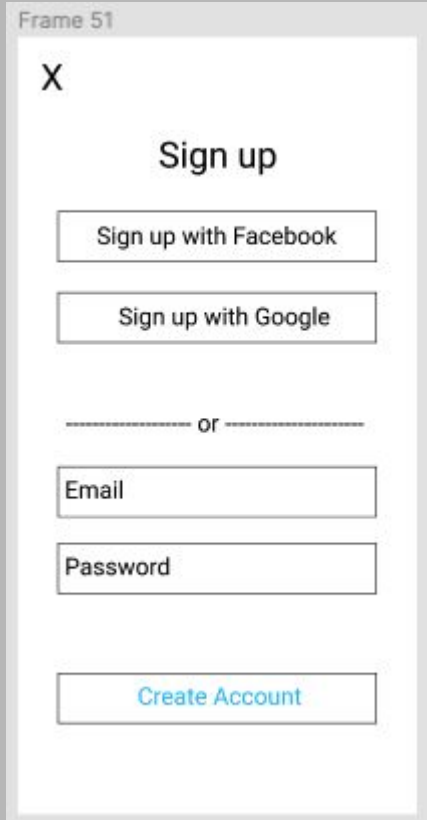 Frame 51
X
Sign up
Sign up with Facebook
Sign up with Google
or
Email
Password
Create Account